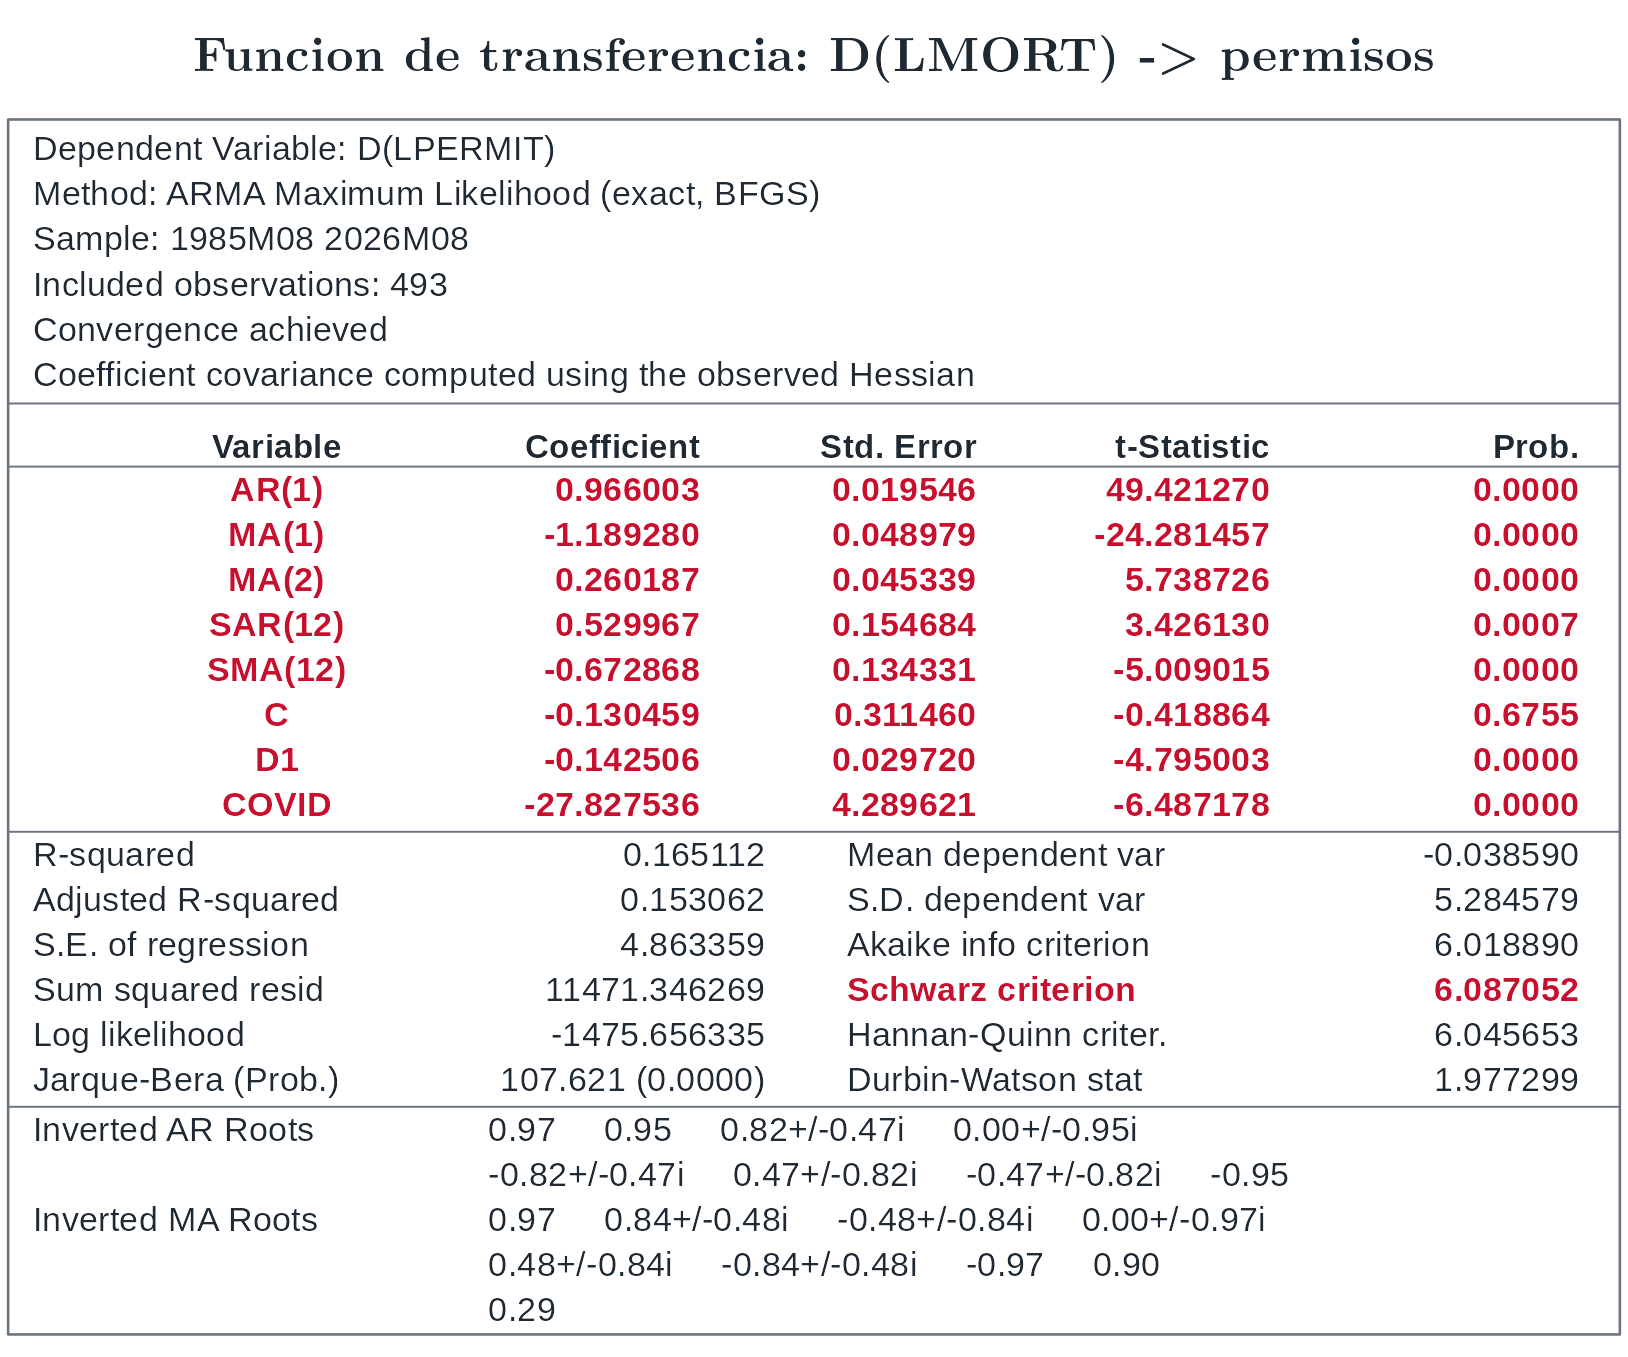 Funcion de transferencia: D(LMORT) -> permisos
Dependent Variable: D(LPERMIT)
Method: ARMA Maximum Likelihood (exact, BFGS)
Sample: 1985M08 2026M08
Included observations: 493
Convergence achieved
Coefficient covariance computed using the observed Hessian
Variable Coefficient Std. Error t-Statistic Prob.
AR(1) 0.966003 0.019546 49.421270 0.0000
MA(1) -1.189280 0.048979 -24.281457 0.0000
MA(2) 0.260187 0.045339 5.738726 0.0000
SAR(12) 0.529967 0.154684 3.426130 0.0007
SMA(12) -0.672868 0.134331 -5.009015 0.0000
C -0.130459 0.311460 -0.418864 0.6755
D1 -0.142506 0.029720 -4.795003 0.0000
COVID -27.827536 4.289621 -6.487178 0.0000
R-squared 0.165112 Mean dependent var -0.038590
Adjusted R-squared 0.153062 S.D. dependent var 5.284579
S.E. of regression 4.863359 Akaike info criterion 6.018890
Sum squared resid 11471.346269 Schwarz criterion 6.087052
Log likelihood -1475.656335 Hannan-Quinn criter. 6.045653
Jarque-Bera (Prob.) 107.621 (0.0000) Durbin-Watson stat 1.977299
Inverted AR Roots 0.97 0.95 0.82+/-0.47i 0.00+/-0.95i
-0.82+/-0.47i 0.47+/-0.82i -0.47+/-0.82i -0.95
Inverted MA Roots 0.97 0.84+/-0.48i -0.48+/-0.84i 0.00+/-0.97i
0.48+/-0.84i -0.84+/-0.48i -0.97 0.90
0.29